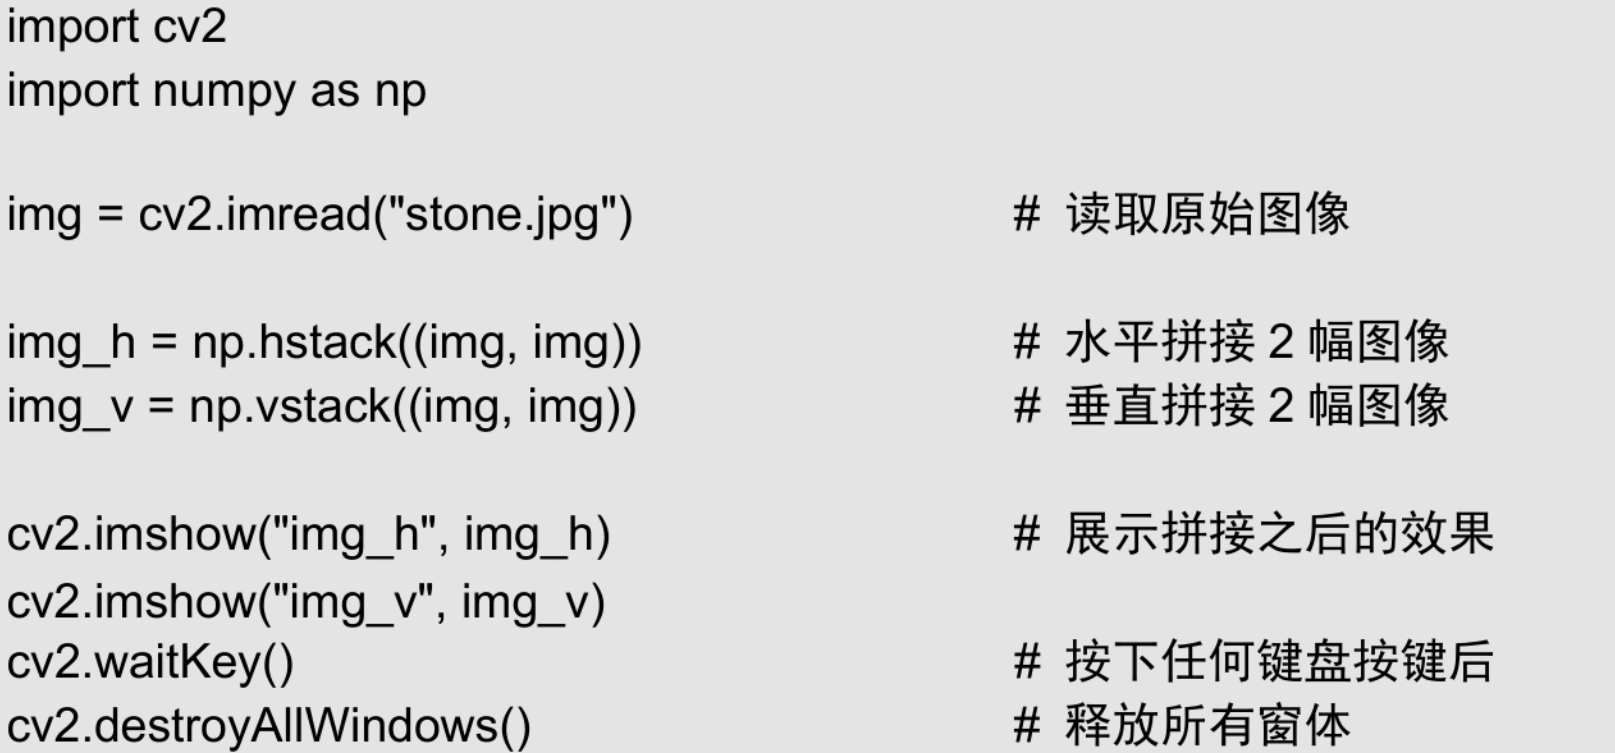 import cv2
import numpy as np
img = cv2.imread("stone.jpg") # 读取原始图像
img_h = np.hstack((img, img)) # 水平拼接 2 幅图像
img_v = np.vstack((img, img)) # 垂直拼接 2 幅图像
cv2.imshow("img_h", img_h) # 展示拼接之后的效果
cv2.imshow("img_v", img_v)
cv2.waitKey() # 按下任何键盘按键后
cv2.destroyAllWindows() # 释放所有窗体